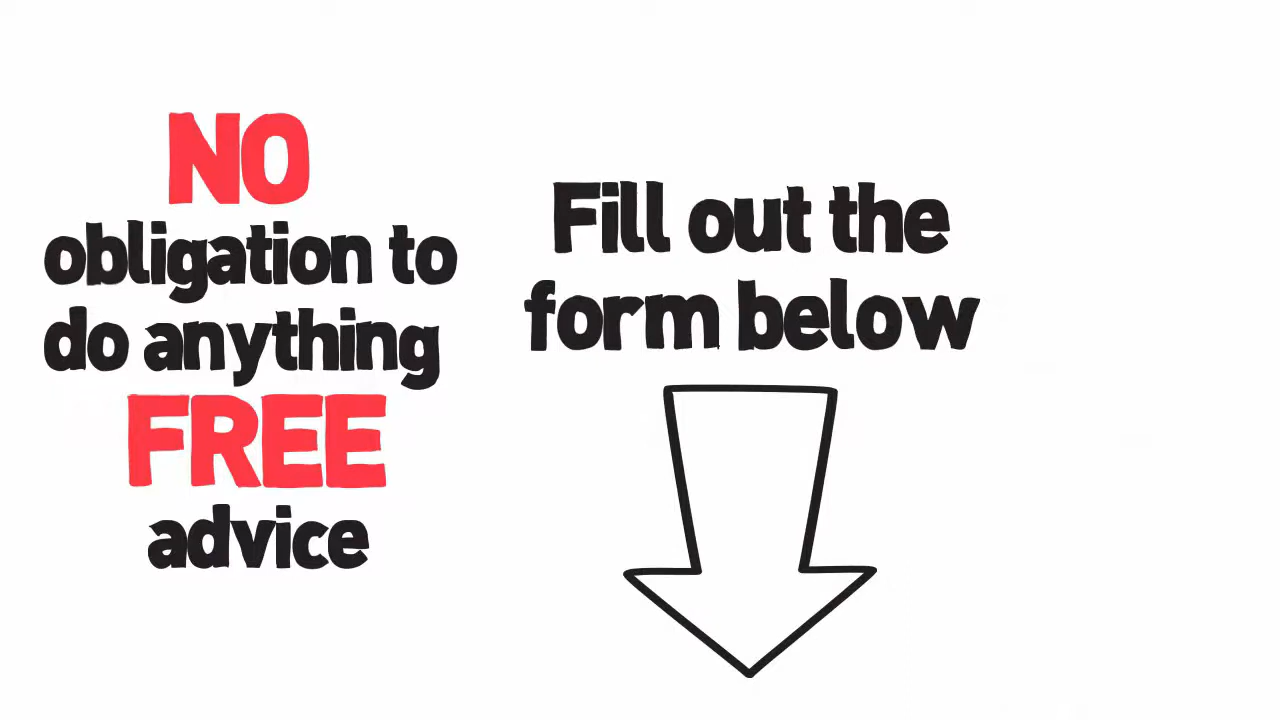 NO
obligation to
do anything
FREE
advice
Fill out the
form below